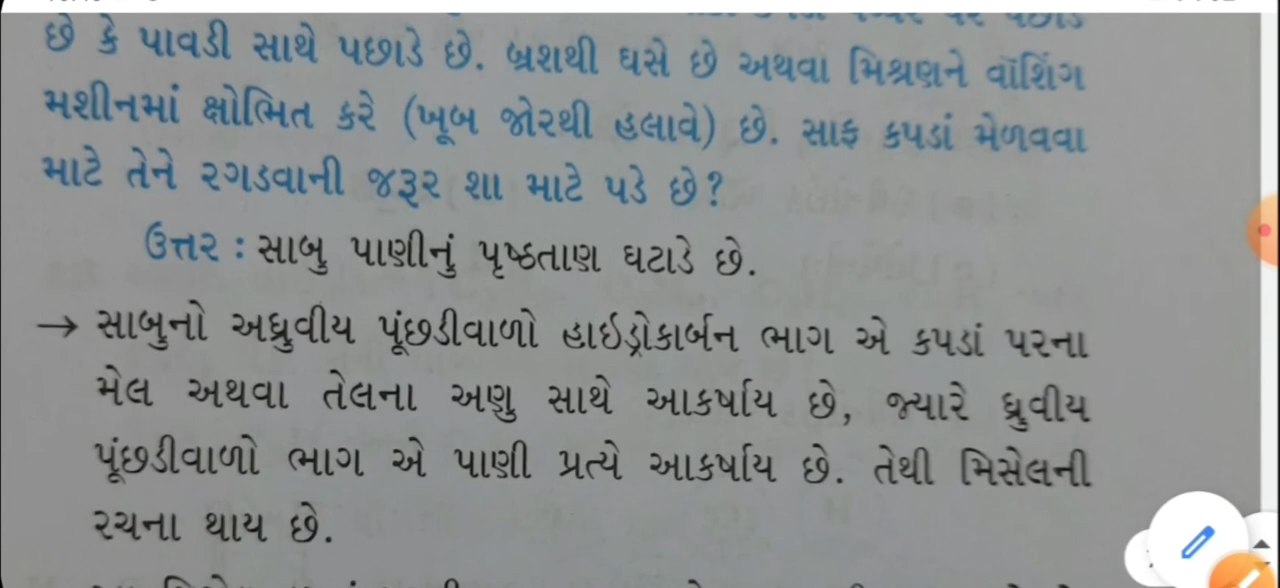 છે કે પાવડી સાથે પછાડે છે. બ્રશથી ઘસે છે અથવા મિશ્રણને વૉશિંગ
મશીનમાં ક્ષોભિત કરે (ખૂબ જોરથી હલાવે) છે. સાફ કપડાં મેળવવા
માટે તેને રગડવાની જરૂર શા માટે પડે છે?
ઉત્તર : સાબુ પાણીનું પૃષ્ઠતાણ ઘટાડે છે.
→ સાબુનો અધ્રુવીય પૂંછડીવાળો હાઇડ્રોકાર્બન ભાગ એ કપડાં પરના
મેલ અથવા તેલના અણુ સાથે આકર્ષાય છે, જ્યારે ધ્રુવીય
પૂંછડીવાળો ભાગ એ પાણી પ્રત્યે આકર્ષાય છે. તેથી મિસેલની
રચના થાય છે.